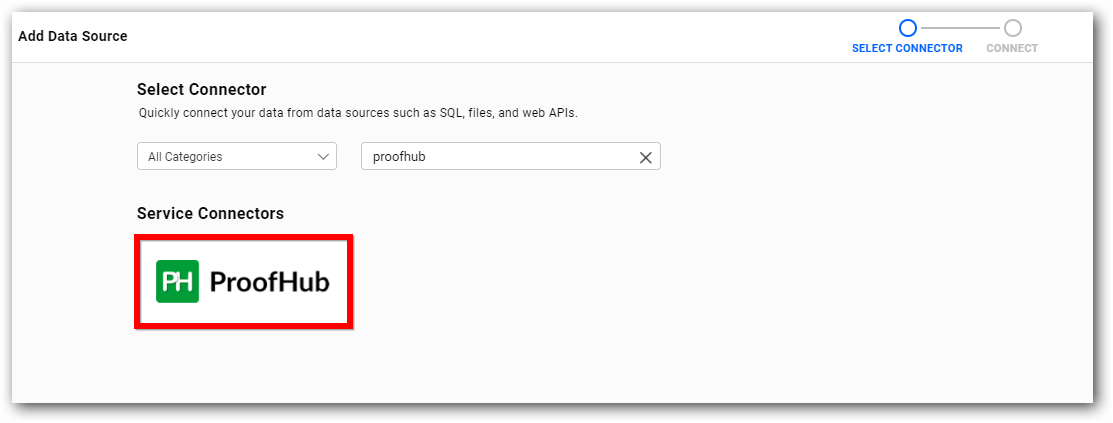 Add Data Source
SELECT CONNECTOR
CONNECT
Select Connector
Quickly connect your data from data sources such as SQL, files, and web APIs.
All Categories
proofhub
Service Connectors
PH ProofHub